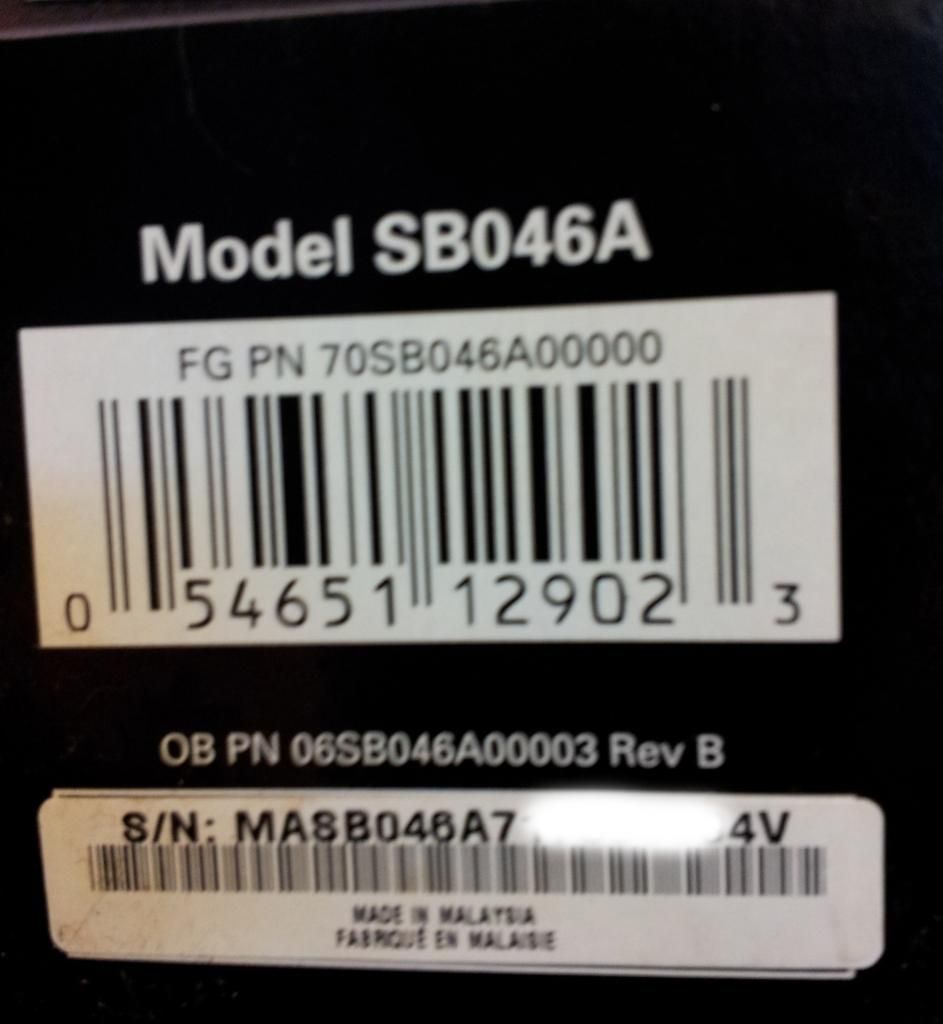 Model SB046A
FG PN 70SB046A00000
0 54651 12902 3
OB PN 06SB046A00003 Rev B
S/N: MASB046A7 4V
MADE IN MALAYSIA
FABRIQUÉ EN MALAISIE